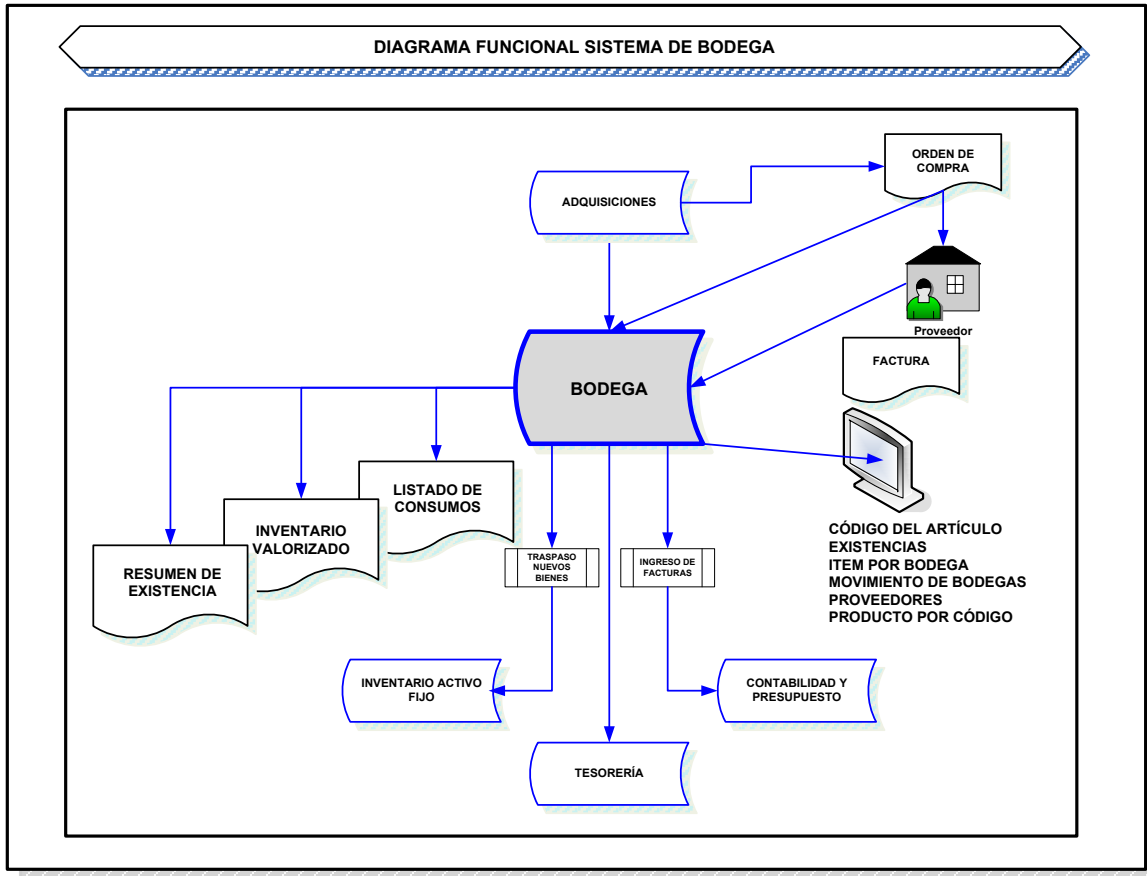 DIAGRAMA FUNCIONAL SISTEMA DE BODEGA
ORDEN DE
COMPRA
ADQUISICIONES
Proveedor
FACTURA
BODEGA
LISTADO DE
CONSUMOS
INVENTARIO
VALORIZADO
RESUMEN DE
EXISTENCIA
TRASPASO
NUEVOS
BIENES
INGRESO DE
FACTURAS
CÓDIGO DEL ARTÍCULO
EXISTENCIAS
ITEM POR BODEGA
MOVIMIENTO DE BODEGAS
PROVEEDORES
PRODUCTO POR CÓDIGO
INVENTARIO ACTIVO
FIJO
CONTABILIDAD Y
PRESUPUESTO
TESORERÍA